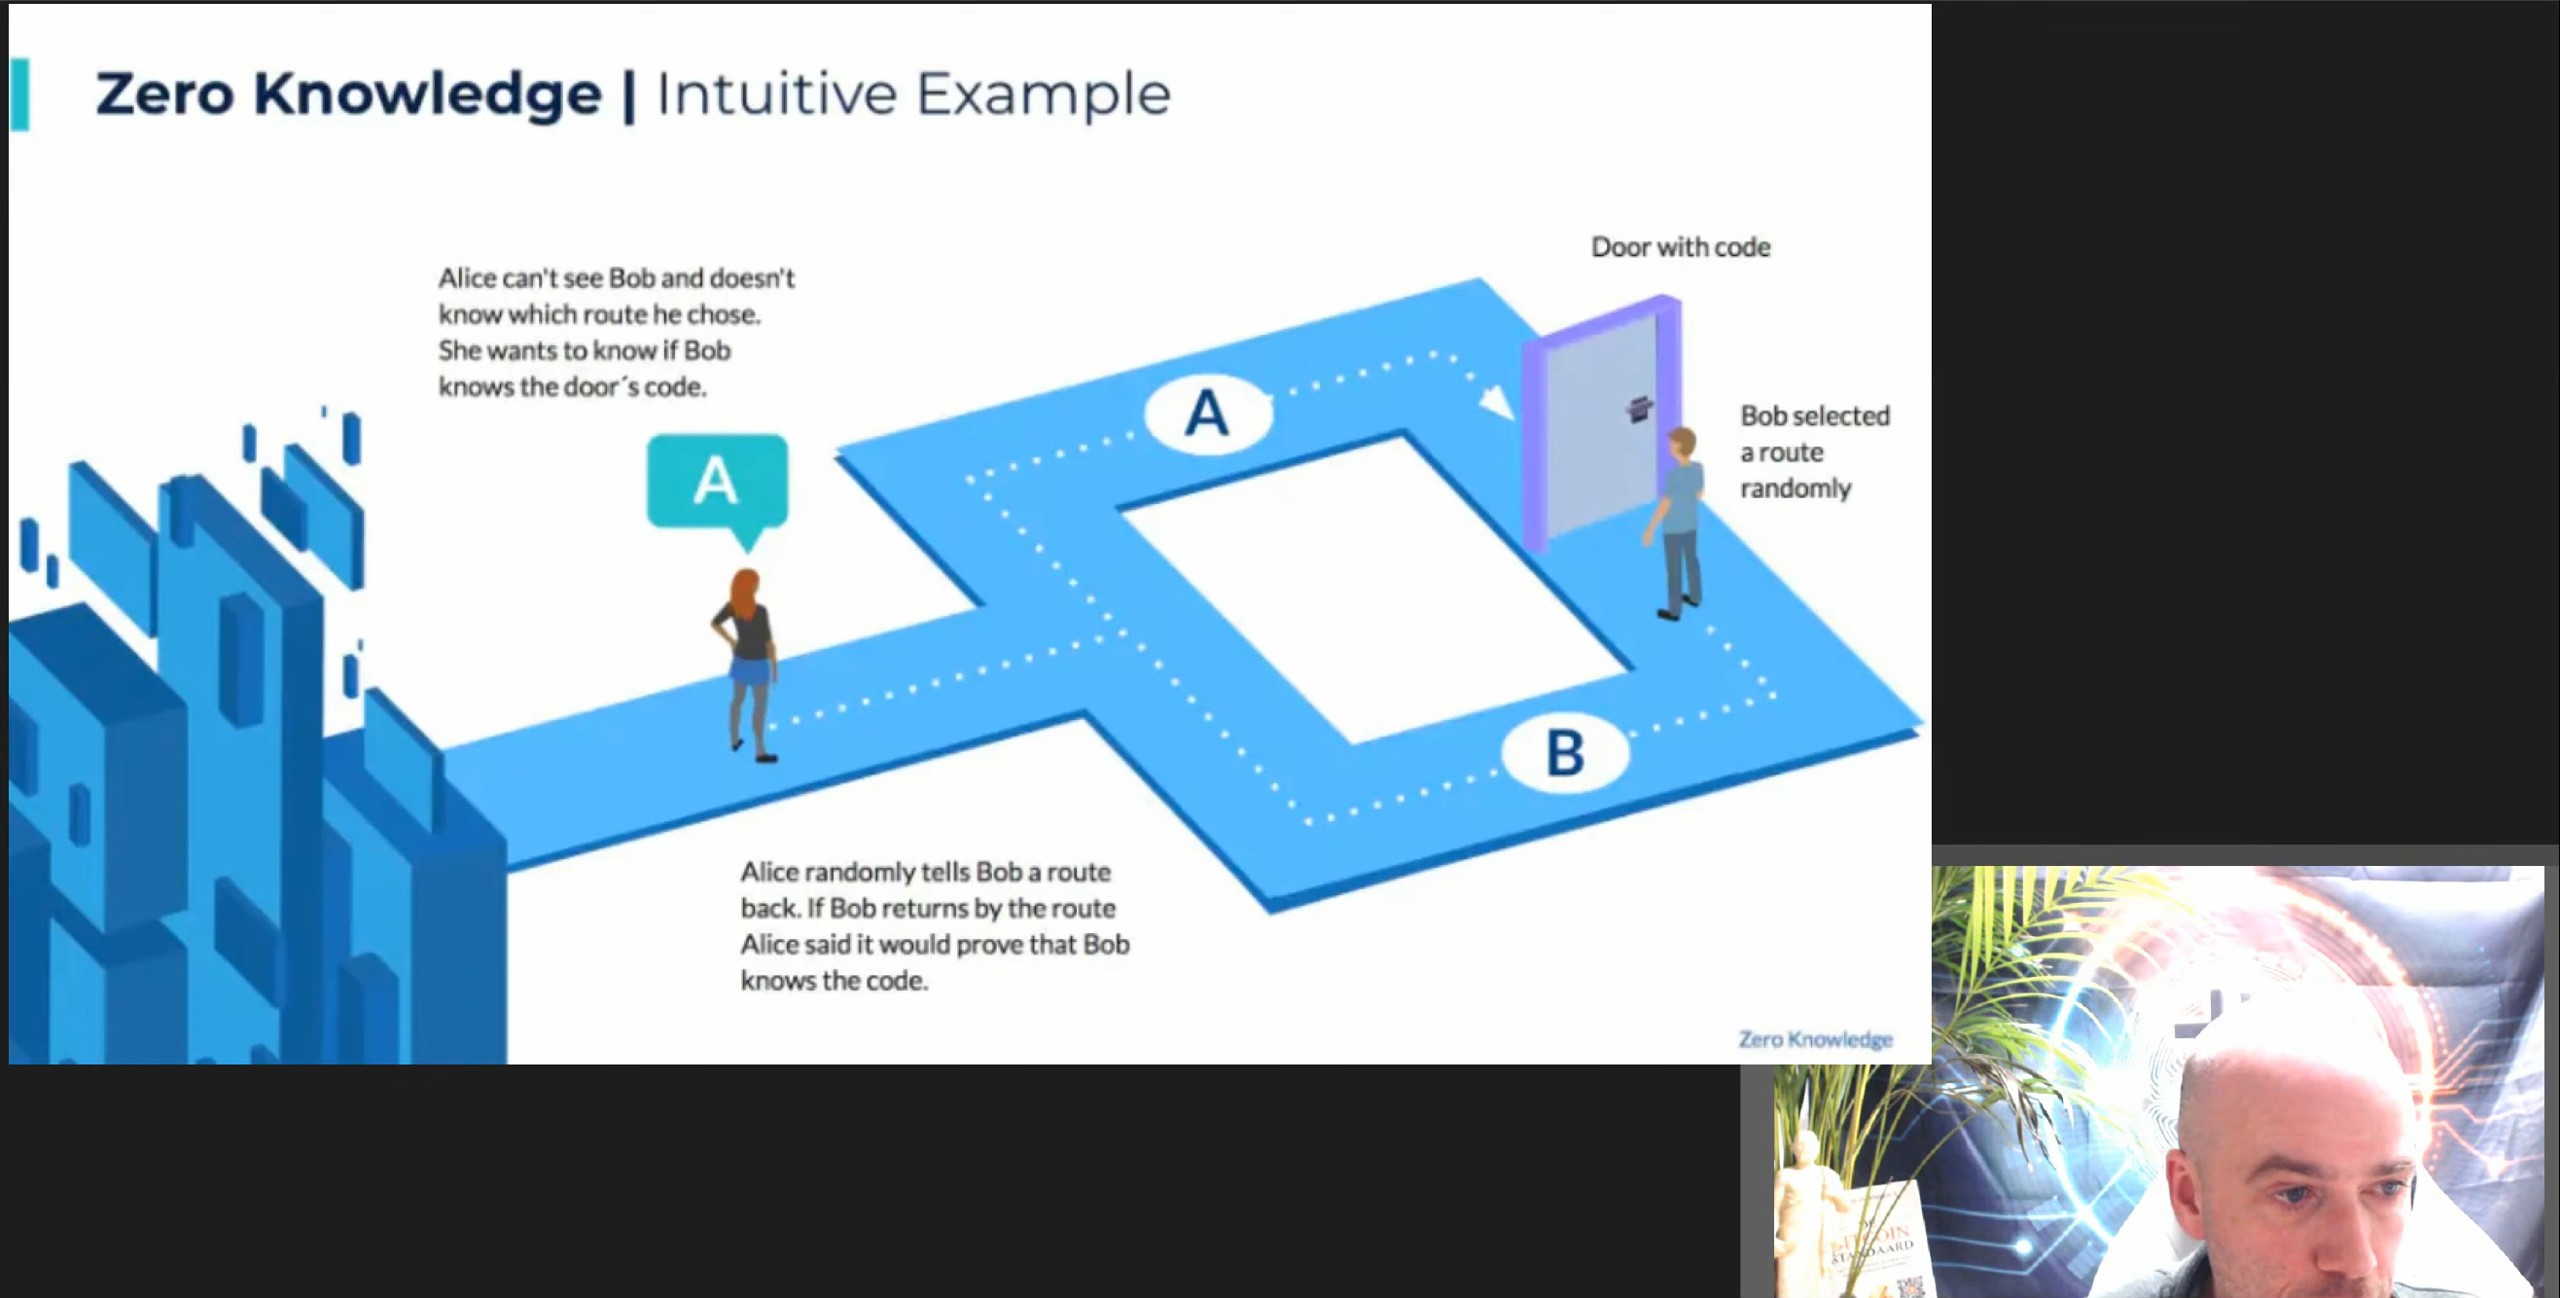 Zero Knowledge | Intuitive Example
Alice can't see Bob and doesn't
know which route he chose.
She wants to know if Bob
knows the door´s code.
Door with code
A
A
Bob selected
a route
randomly
B
Alice randomly tells Bob a route
back. If Bob returns by the route
Alice said it would prove that Bob
knows the code.
Zero Knowledge
STANDAARD